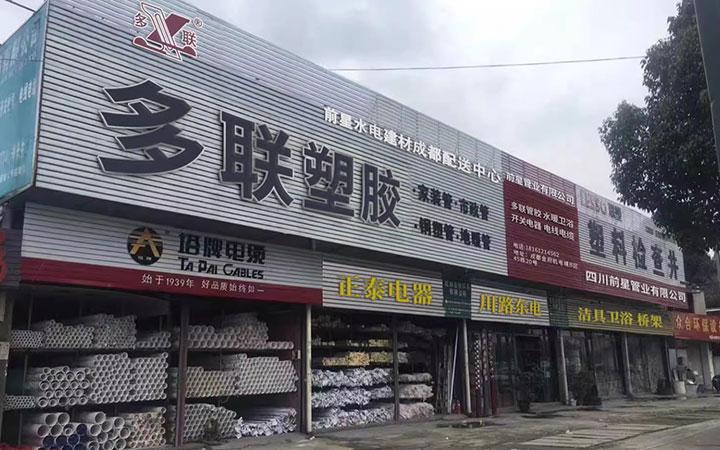 多 联 ®
多联塑胶
前星水电建材成都配送中心
·家装管·市政管
·钢塑管·地暖管
前星管业有限公司
多联管胶 水暖卫浴
开关电器 电线电缆
塑料检查井
四川前星管业有限公司
塔牌电缆
TA PAI CABLES
始于1939年 好品质始终如一
正泰电器
洁具卫浴 桥架